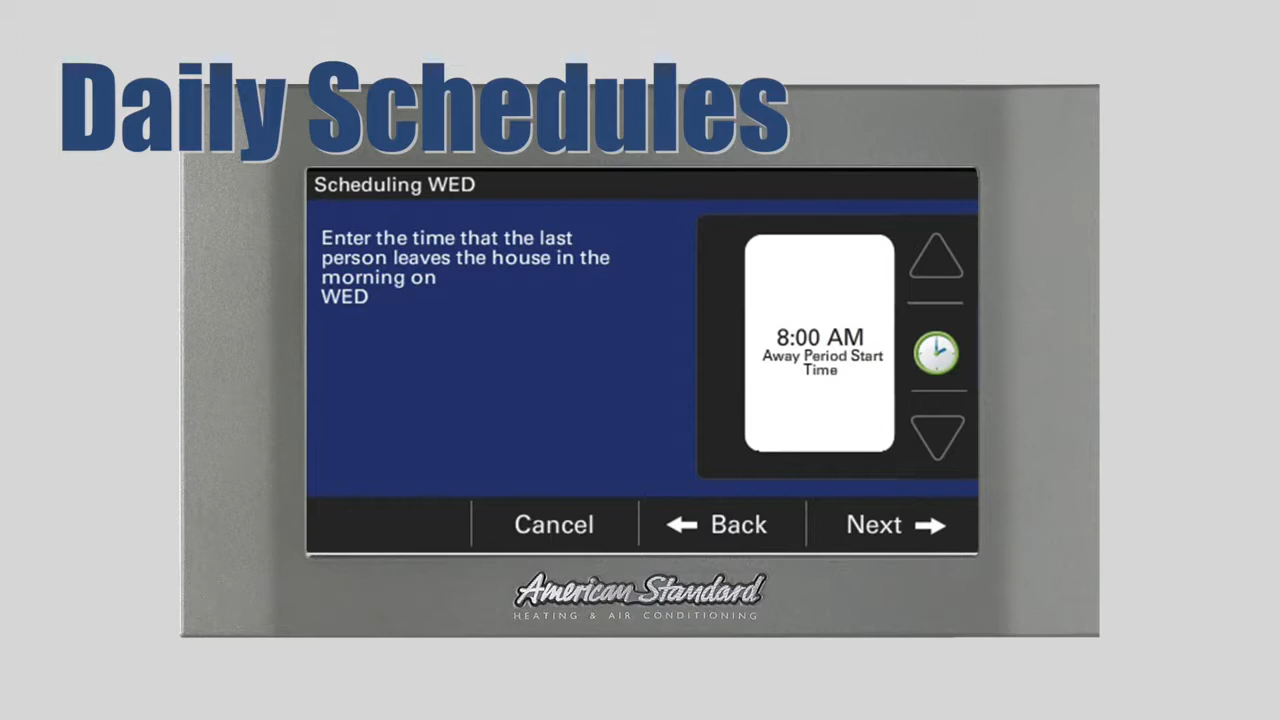 Daily Schedules
Scheduling WED
Enter the time that the last
person leaves the house in the
morning on
WED
8:00 AM
Away Period Start
Time
Cancel
Back
Next
American Standard
HEATING & AIR CONDITIONING